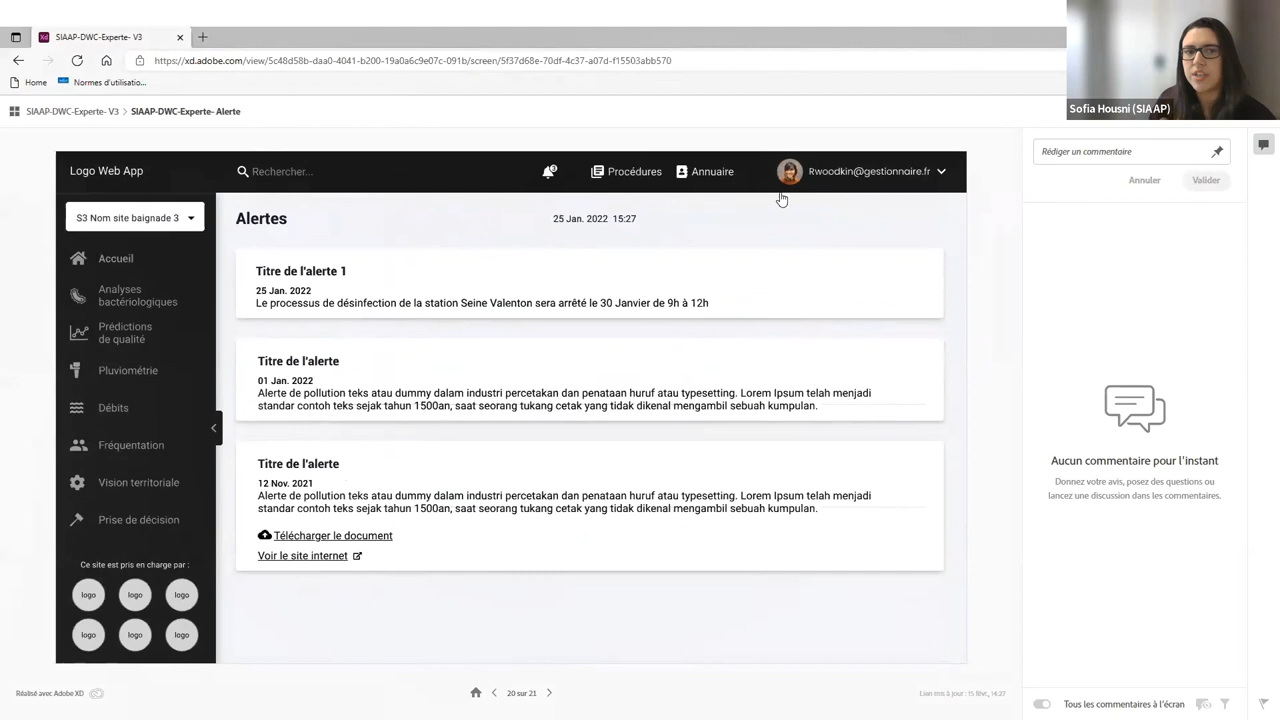 SIAAP-DWC-Experte- V3
https://xd.adobe.com/view/5c48d58b-daa0-4041-b200-19a0a6c9e07c-091b/screen/5f37d68e-70df-4c37-a07d-f15503abb570
Home
Normes d'utilisatio...
SIAAP-DWC-Experte- V3 > SIAAP-DWC-Experte- Alerte
Sofia Housni (SIAAP)
Logo Web App
Rechercher...
3
Procédures
Annuaire
Rwoodkin@gestionnaire.fr
S3 Nom site baignade 3
Accueil
Analyses
bactériologiques
Prédictions
de qualité
Pluviométrie
Débits
Fréquentation
Vision territoriale
Prise de décision
Ce site est pris en charge par :
logo logo logo
logo logo logo
Alertes
25 Jan. 2022 15:27
Titre de l'alerte 1
25 Jan. 2022
Le processus de désinfection de la station Seine Valenton sera arrêté le 30 Janvier de 9h à 12h
Titre de l'alerte
01 Jan. 2022
Alerte de pollution teks atau dummy dalam industri percetakan dan penataan huruf atau typesetting. Lorem Ipsum telah menjadi
standar contoh teks sejak tahun 1500an, saat seorang tukang cetak yang tidak dikenal mengambil sebuah kumpulan.
Titre de l'alerte
12 Nov. 2021
Alerte de pollution teks atau dummy dalam industri percetakan dan penataan huruf atau typesetting. Lorem Ipsum telah menjadi
standar contoh teks sejak tahun 1500an, saat seorang tukang cetak yang tidak dikenal mengambil sebuah kumpulan.
Télécharger le document
Voir le site internet
Rédiger un commentaire
Annuler
Valider
Aucun commentaire pour l'instant
Donnez votre avis, posez des questions ou
lancez une discussion dans les commentaires.
Réalisé avec Adobe XD
20 sur 21
Lien mis à jour : 15 févr., 14:27
Tous les commentaires à l'écran